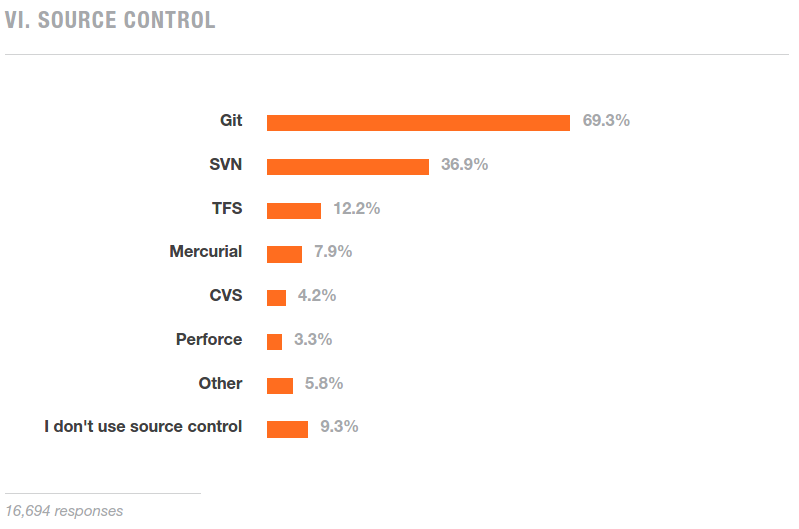 VI. SOURCE CONTROL
Git 69.3%
SVN 36.9%
TFS 12.2%
Mercurial 7.9%
CVS 4.2%
Perforce 3.3%
Other 5.8%
I don't use source control 9.3%
16,694 responses